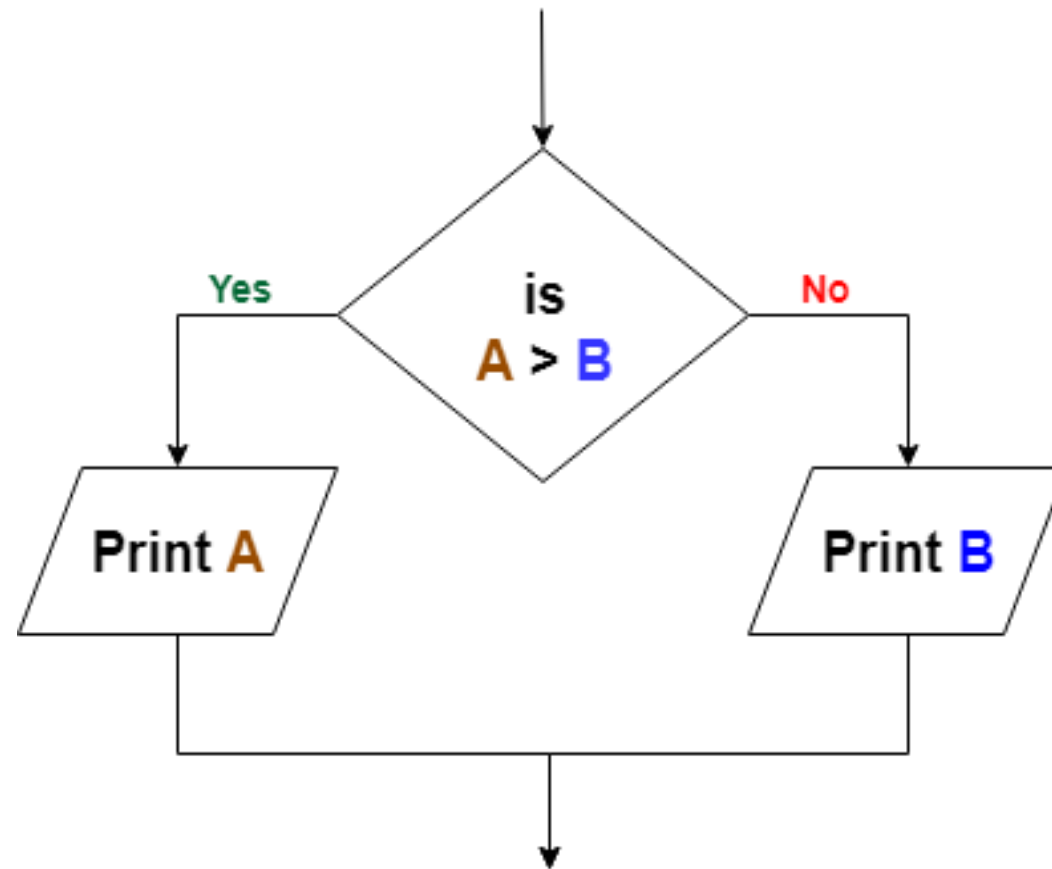 Yes
No
is
A > B
Print A
Print B